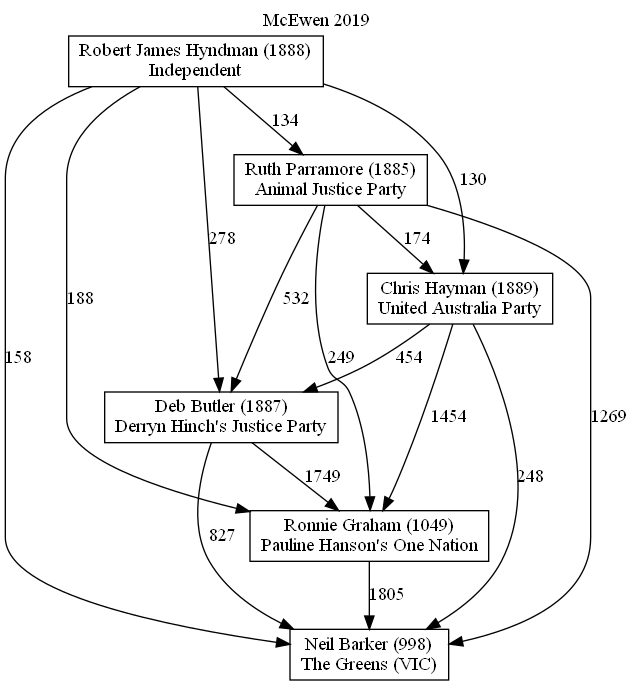 McEwen 2019
Robert James Hyndman (1888)
Independent
134
Ruth Parramore (1885)
Animal Justice Party
130
278
174
188
532
Chris Hayman (1889)
United Australia Party
158
249
454
Deb Butler (1887)
Derryn Hinch's Justice Party
1454
1269
1749
248
827
Ronnie Graham (1049)
Pauline Hanson's One Nation
1805
Neil Barker (998)
The Greens (VIC)